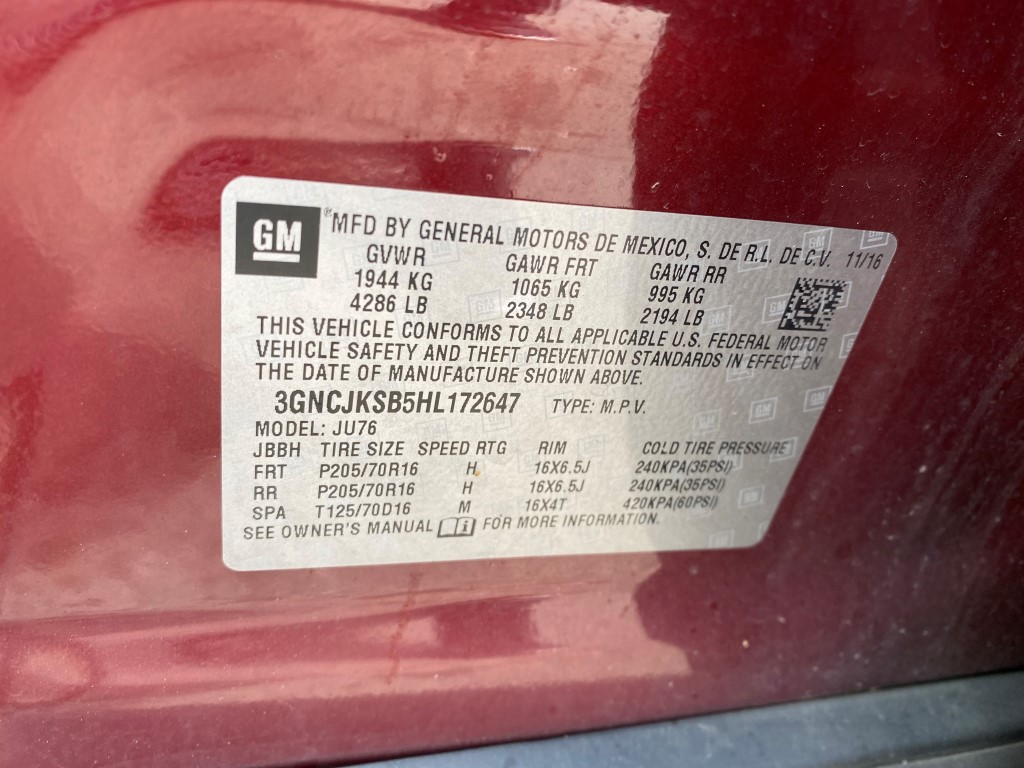 GM ® MFD BY GENERAL MOTORS DE MEXICO, S. DE R.L. DE C.V. 11/16
GVWR GAWR FRT GAWR RR
1944 KG 1065 KG 995 KG
4286 LB 2348 LB 2194 LB
THIS VEHICLE CONFORMS TO ALL APPLICABLE U.S. FEDERAL MOTOR
VEHICLE SAFETY AND THEFT PREVENTION STANDARDS IN EFFECT ON
THE DATE OF MANUFACTURE SHOWN ABOVE.
3GNCJKSB5HL172647 TYPE: M.P.V.
MODEL: JU76
JBBH TIRE SIZE SPEED RTG RIM COLD TIRE PRESSURE
FRT P205/70R16 H 16X6.5J 240KPA(35PSI)
RR P205/70R16 H 16X6.5J 240KPA(35PSI)
SPA T125/70D16 M 16X4T 420KPA(60PSI)
SEE OWNER'S MANUAL i FOR MORE INFORMATION.